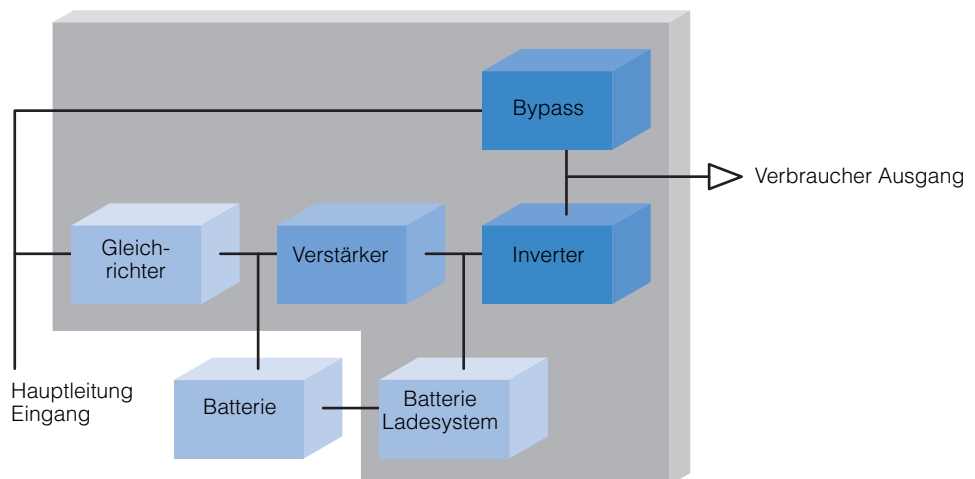 Bypass
Verbraucher Ausgang
Gleich-
richter
Verstärker
Inverter
Hauptleitung
Eingang
Batterie
Batterie
Ladesystem